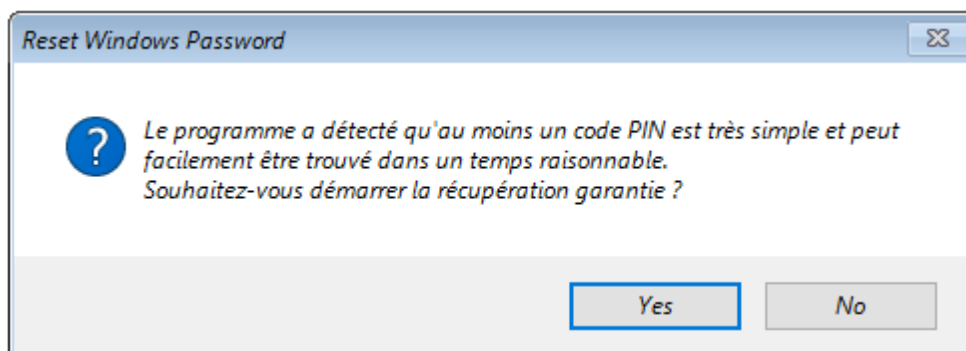 Reset Windows Password
Le programme a détecté qu'au moins un code PIN est très simple et peut
facilement être trouvé dans un temps raisonnable.
Souhaitez-vous démarrer la récupération garantie ?
Yes
No